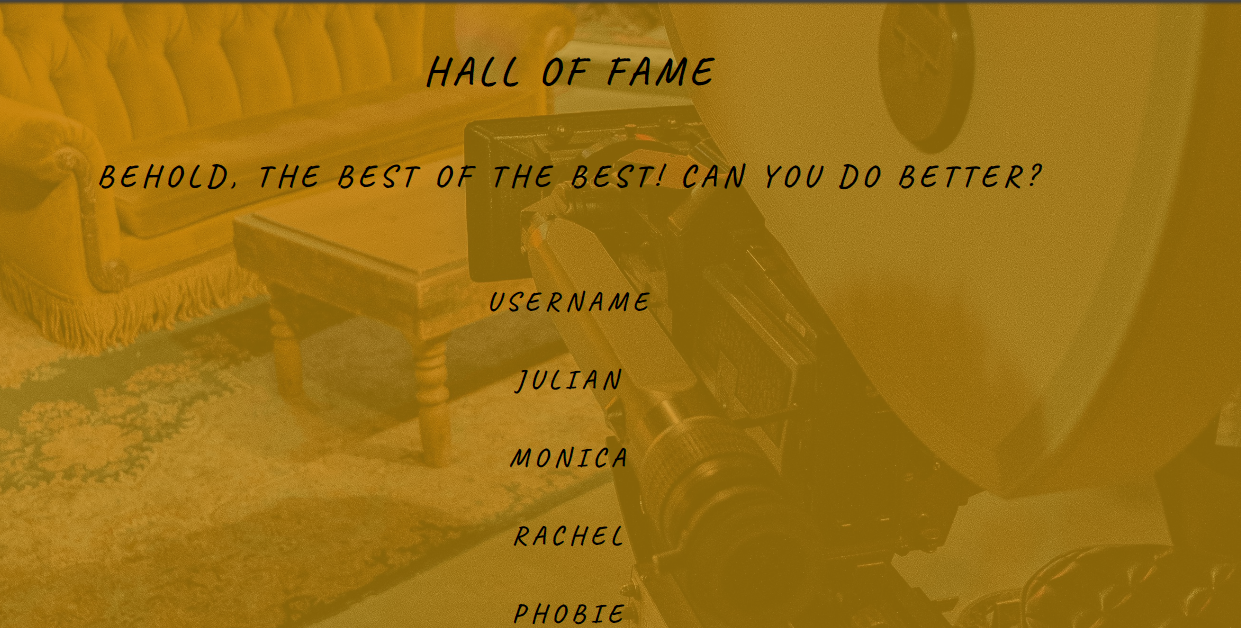 HALL OF FAME
BEHOLD, THE BEST OF THE BEST! CAN YOU DO BETTER?
USERNAME
JULIAN
MONICA
RACHEL
PHOBIE